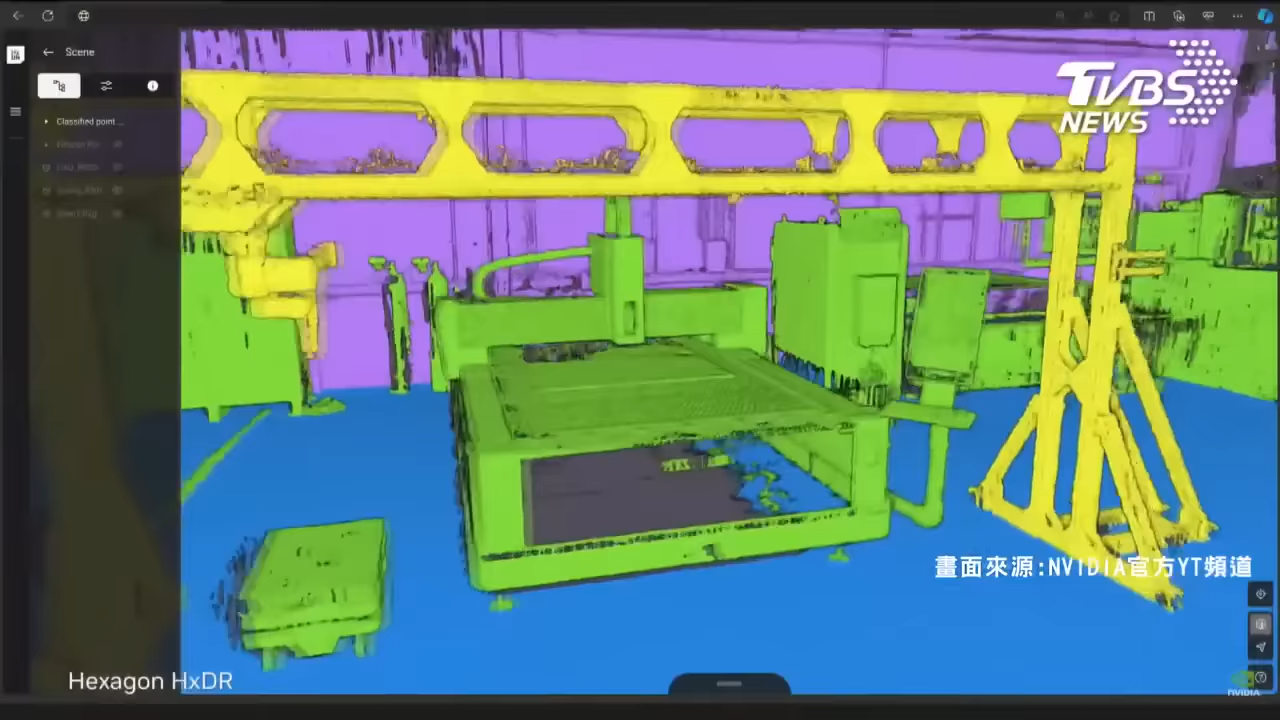 Scene
Classified point ...
TVBS
NEWS
畫面來源:NVIDIA官方YT頻道
Hexagon HxDR
NVIDIA